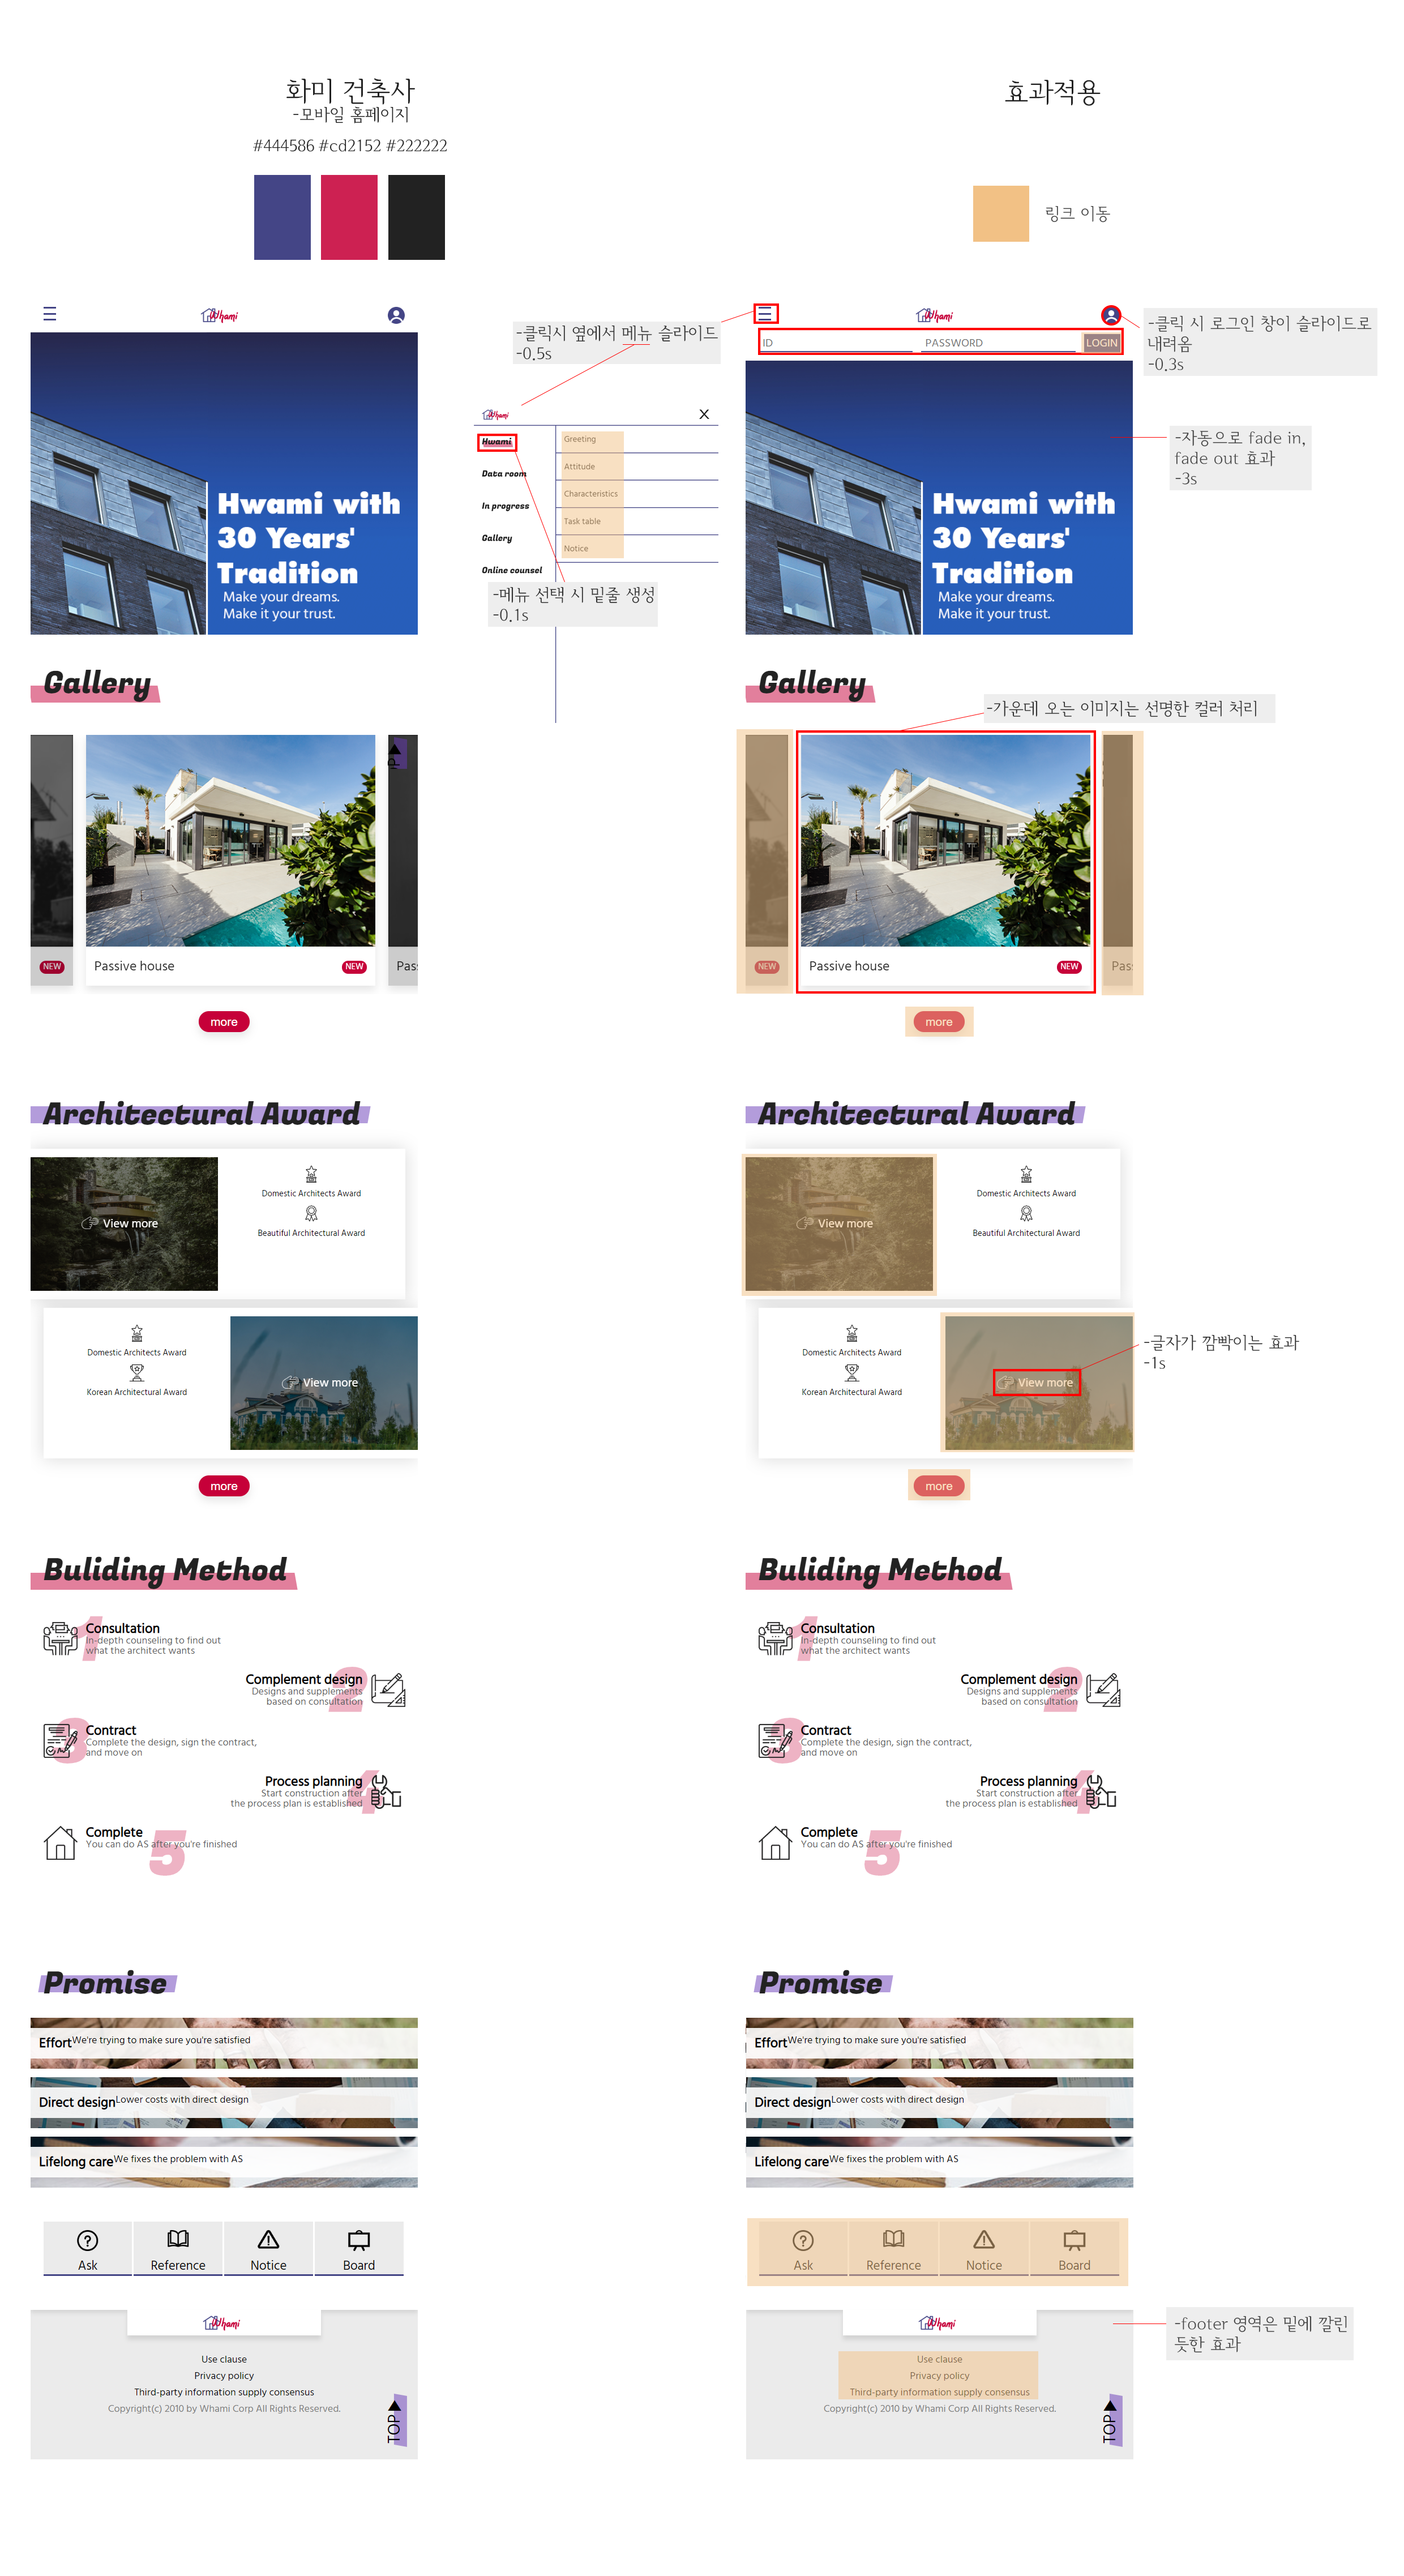 화미 건축사
-모바일 홈페이지
#444586 #cd2152 #222222
효과적용
링크 이동
Whami
Hwami with
30 Years'
Tradition
Make your dreams.
Make it your trust.
Gallery
NEW
Passive house
NEW
Pas
more
Architectural Award
View more
Domestic Architects Award
Beautiful Architectural Award
Domestic Architects Award
Korean Architectural Award
View more
more
Buliding Method
1
Consultation
In-depth counseling to find out
what the architect wants
2
Complement design
Designs and supplements
based on consultation
3
Contract
Complete the design, sign the contract,
and move on
4
Process planning
Start construction after
the process plan is established
5
Complete
You can do AS after you're finished
Promise
Effort We're trying to make sure you're satisfied
Direct design Lower costs with direct design
Lifelong care We fixes the problem with AS
Ask Reference Notice Board
Whami
Use clause
Privacy policy
Third-party information supply consensus
Copyright(c) 2010 by Whami Corp All Rights Reserved.
TOP
-클릭시 옆에서 메뉴 슬라이드
-0.5s
Whami
X
Hwami
Data room
In progress
Gallery
Online counsel
Greeting
Attitude
Characteristics
Task table
Notice
-메뉴 선택 시 밑줄 생성
-0.1s
Whami
ID PASSWORD LOGIN
-클릭 시 로그인 창이 슬라이드로
내려옴
-0.3s
-자동으로 fade in,
fade out 효과
-3s
Hwami with
30 Years'
Tradition
Make your dreams.
Make it your trust.
Gallery
-가운데 오는 이미지는 선명한 컬러 처리
NEW
Passive house
NEW
Pas
more
Architectural Award
View more
Domestic Architects Award
Beautiful Architectural Award
Domestic Architects Award
Korean Architectural Award
View more
-글자가 깜빡이는 효과
-1s
more
Buliding Method
1
Consultation
In-depth counseling to find out
what the architect wants
2
Complement design
Designs and supplements
based on consultation
3
Contract
Complete the design, sign the contract,
and move on
4
Process planning
Start construction after
the process plan is established
5
Complete
You can do AS after you're finished
Promise
Effort We're trying to make sure you're satisfied
Direct design Lower costs with direct design
Lifelong care We fixes the problem with AS
Ask Reference Notice Board
Whami
-footer 영역은 밑에 깔린
듯한 효과
Use clause
Privacy policy
Third-party information supply consensus
Copyright(c) 2010 by Whami Corp All Rights Reserved.
TOP